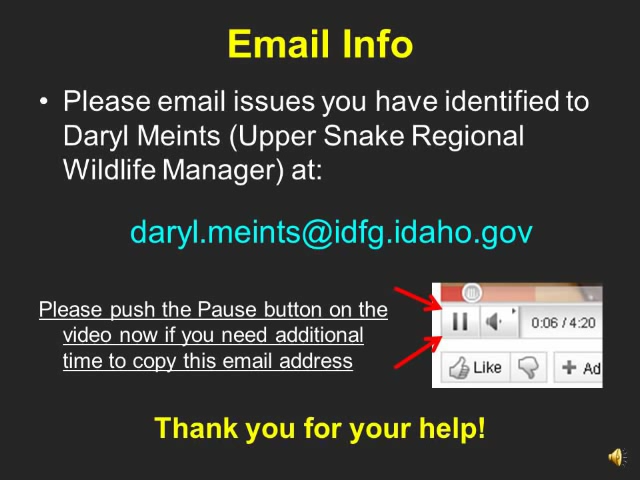 Email Info
• Please email issues you have identified to
Daryl Meints (Upper Snake Regional
Wildlife Manager) at:
daryl.meints@idfg.idaho.gov
Please push the Pause button on the
video now if you need additional
time to copy this email address
0:06 / 4:20
Like
Ad
Thank you for your help!